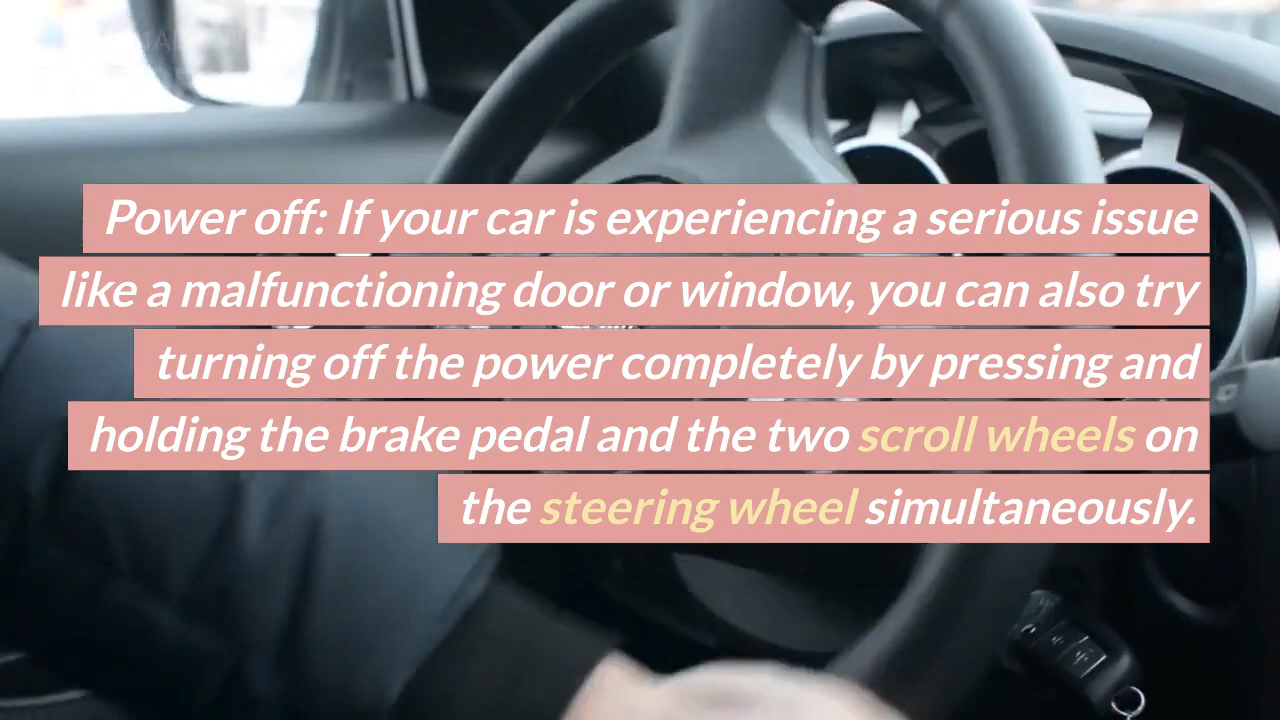 Power off: If your car is experiencing a serious issue
like a malfunctioning door or window, you can also try
turning off the power completely by pressing and
holding the brake pedal and the two scroll wheels on
the steering wheel simultaneously.